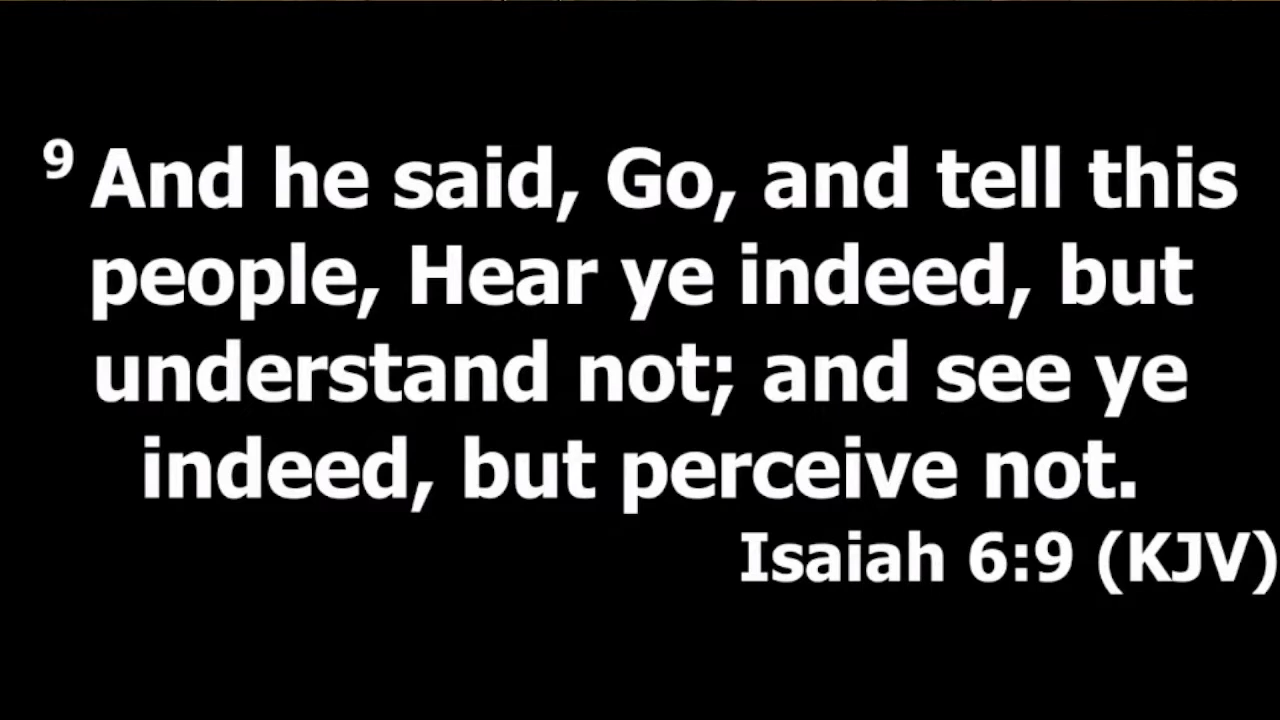 9 And he said, Go, and tell this
people, Hear ye indeed, but
understand not; and see ye
indeed, but perceive not.
Isaiah 6:9 (KJV)